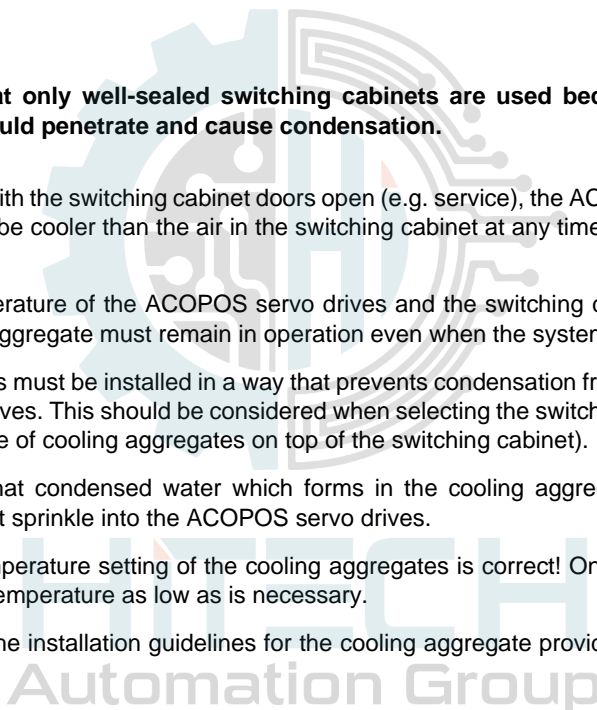 at only well-sealed switching cabinets are used bec
uld penetrate and cause condensation.
ith the switching cabinet doors open (e.g. service), the AC
be cooler than the air in the switching cabinet at any time
erature of the ACOPOS servo drives and the switching c
aggregate must remain in operation even when the system
s must be installed in a way that prevents condensation fr
ves. This should be considered when selecting the switch
e of cooling aggregates on top of the switching cabinet).
hat condensed water which forms in the cooling aggre
t sprinkle into the ACOPOS servo drives.
perature setting of the cooling aggregates is correct! On
temperature as low as is necessary.
he installation guidelines for the cooling aggregate provid
HITECH
Automation Group